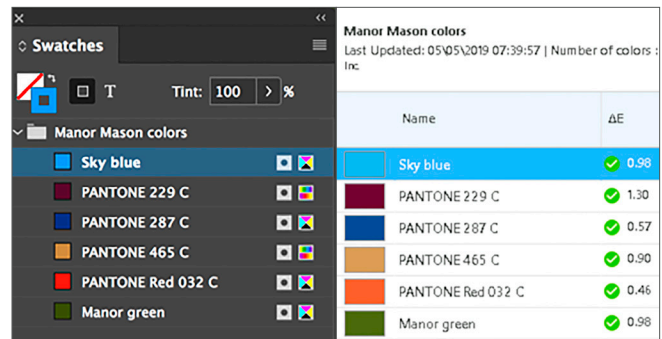 Swatches
T Tint: 100 > %
Manor Mason colors
Sky blue
PANTONE 229 C
PANTONE 287 C
PANTONE 465 C
PANTONE Red 032 C
Manor green
Manor Mason colors
Last Updated: 05\05\2019 07:39:57 | Number of colors :
Inc.
Name ΔE
Sky blue 0.98
PANTONE 229 C 1.30
PANTONE 287 C 0.57
PANTONE 465 C 0.90
PANTONE Red 032 C 0.46
Manor green 0.98